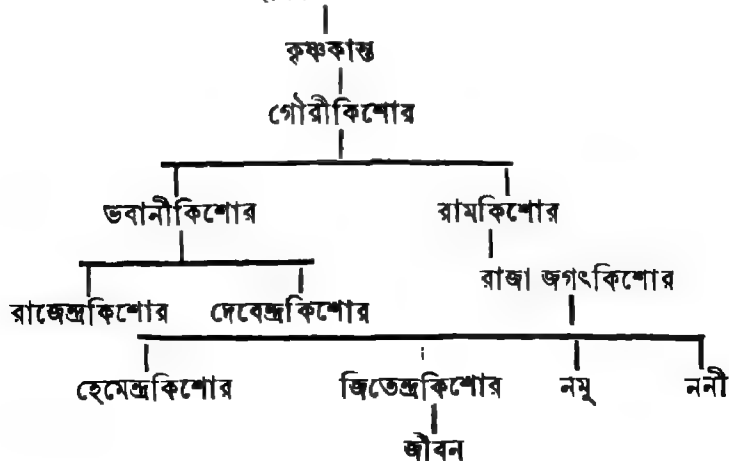 কৃষ্ণকান্ত
গৌরীকিশোর
ভবানীকিশোর রামকিশোর
রাজা জগৎকিশোর
রাজেন্দ্রকিশোর দেবেন্দ্রকিশোর
হেমেন্দ্রকিশোর জিতেন্দ্রকিশোর নমু ননী
জীবন